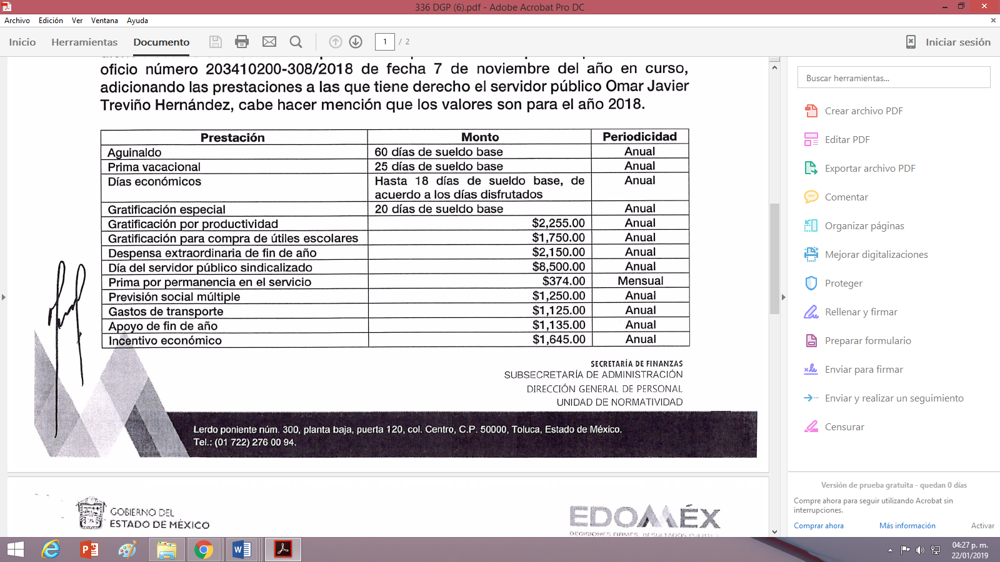 336 DGP (6).pdf - Adobe Acrobat Pro DC
Archivo Edición Ver Ventana Ayuda
Inicio Herramientas Documento 1 / 2 Iniciar sesión
oficio número 203410200-308/2018 de fecha 7 de noviembre del año en curso,
adicionando las prestaciones a las que tiene derecho el servidor público Omar Javier
Treviño Hernández, cabe hacer mención que los valores son para el año 2018.
Prestación Monto Periodicidad
Aguinaldo 60 días de sueldo base Anual
Prima vacacional 25 días de sueldo base Anual
Días económicos Hasta 18 días de sueldo base, de Anual
acuerdo a los días disfrutados
Gratificación especial 20 días de sueldo base Anual
Gratificación por productividad $2,255.00 Anual
Gratificación para compra de útiles escolares $1,750.00 Anual
Despensa extraordinaria de fin de año $2,150.00 Anual
Día del servidor público sindicalizado $8,500.00 Anual
Prima por permanencia en el servicio $374.00 Mensual
Previsión social múltiple $1,250.00 Anual
Gastos de transporte $1,125.00 Anual
Apoyo de fin de año $1,135.00 Anual
Incentivo económico $1,645.00 Anual
SECRETARÍA DE FINANZAS
SUBSECRETARÍA DE ADMINISTRACIÓN
DIRECCIÓN GENERAL DE PERSONAL
UNIDAD DE NORMATIVIDAD
Lerdo poniente núm. 300, planta baja, puerta 120, col. Centro, C.P. 50000, Toluca, Estado de México.
Tel.: (01 722) 276 00 94.
GOBIERNO DEL
ESTADO DE MÉXICO
EDOMÉX
Buscar herramientas...
Crear archivo PDF
Editar PDF
Exportar archivo PDF
Comentar
Organizar páginas
Mejorar digitalizaciones
Proteger
Rellenar y firmar
Preparar formulario
Enviar para firmar
Enviar y realizar un seguimiento
Censurar
Versión de prueba gratuita - quedan 0 días
Compre ahora para seguir utilizando Acrobat sin
interrupciones.
Comprar ahora Más información Activar
04:27 p. m.
22/01/2019